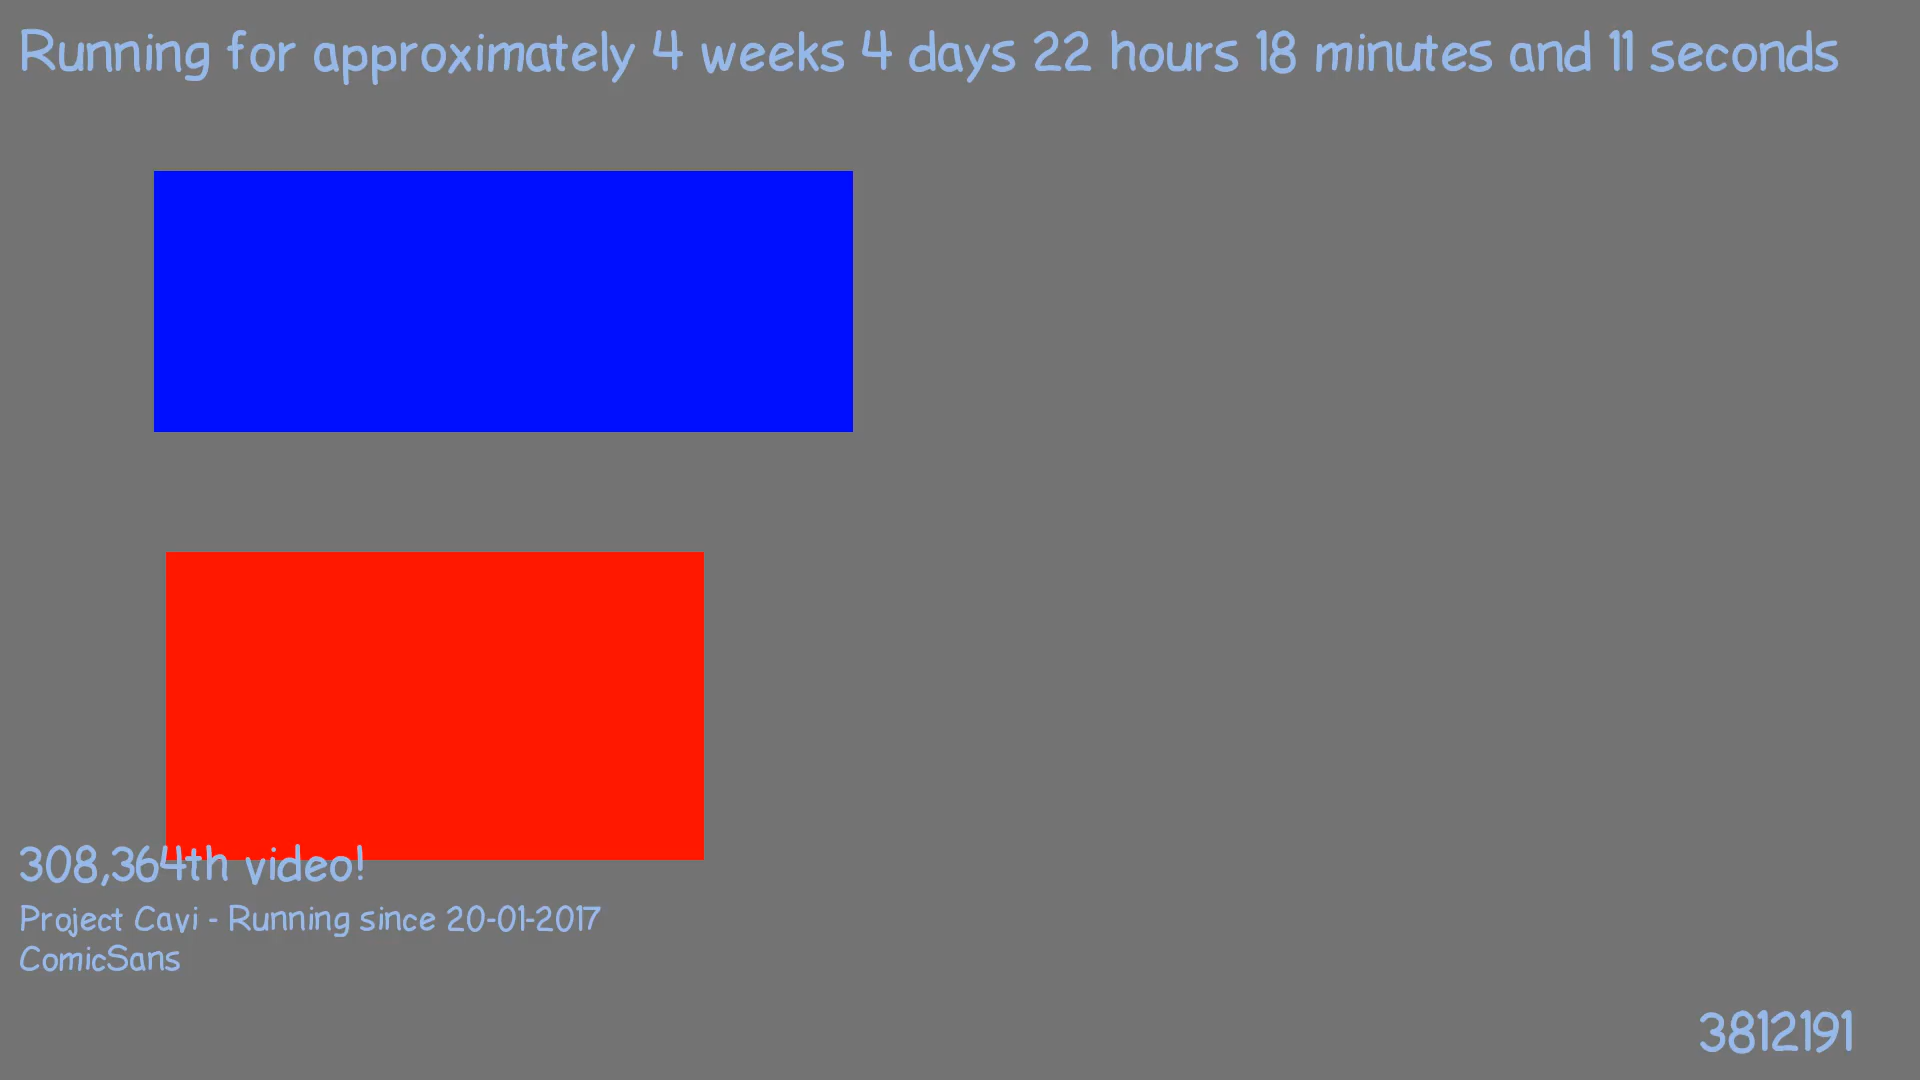 Running for approximately 4 weeks 4 days 22 hours 18 minutes and 11 seconds
308,364th video!
Project Cavi - Running since 20-01-2017
ComicSans
3812191